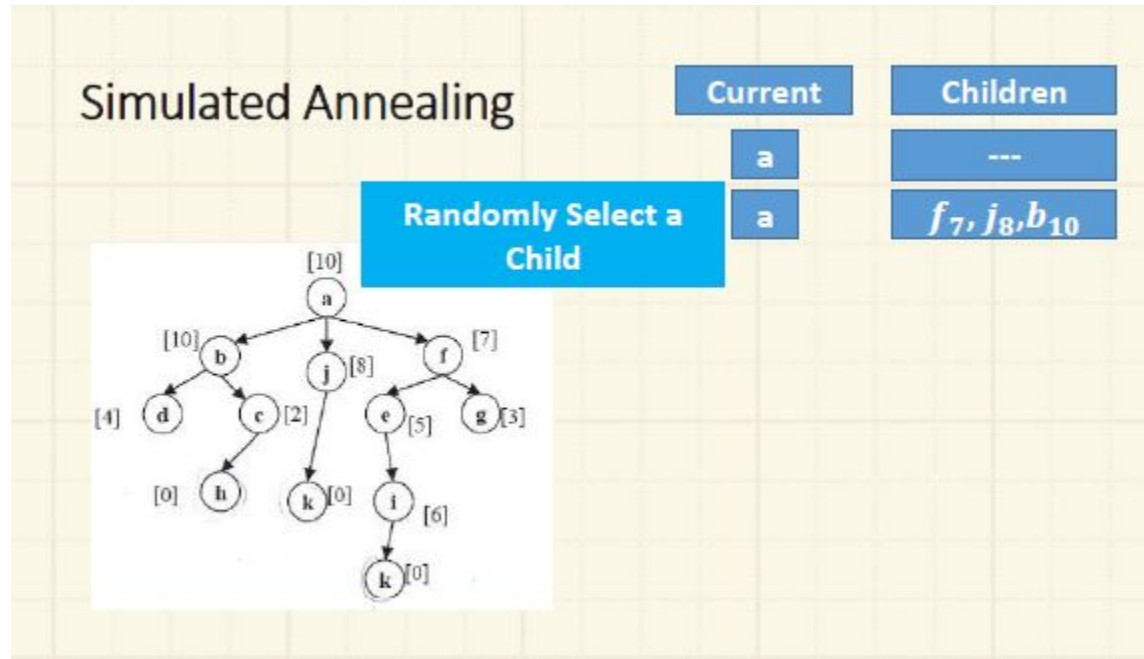 Simulated Annealing
Current
Children
a
---
Randomly Select a
Child
a
f7, j8,b10
[10]
a
[10]
b
j
[8]
f
[7]
[4]
d
c
[2]
e
[5]
g
[3]
[0]
h
k
[0]
i
[6]
k
[0]